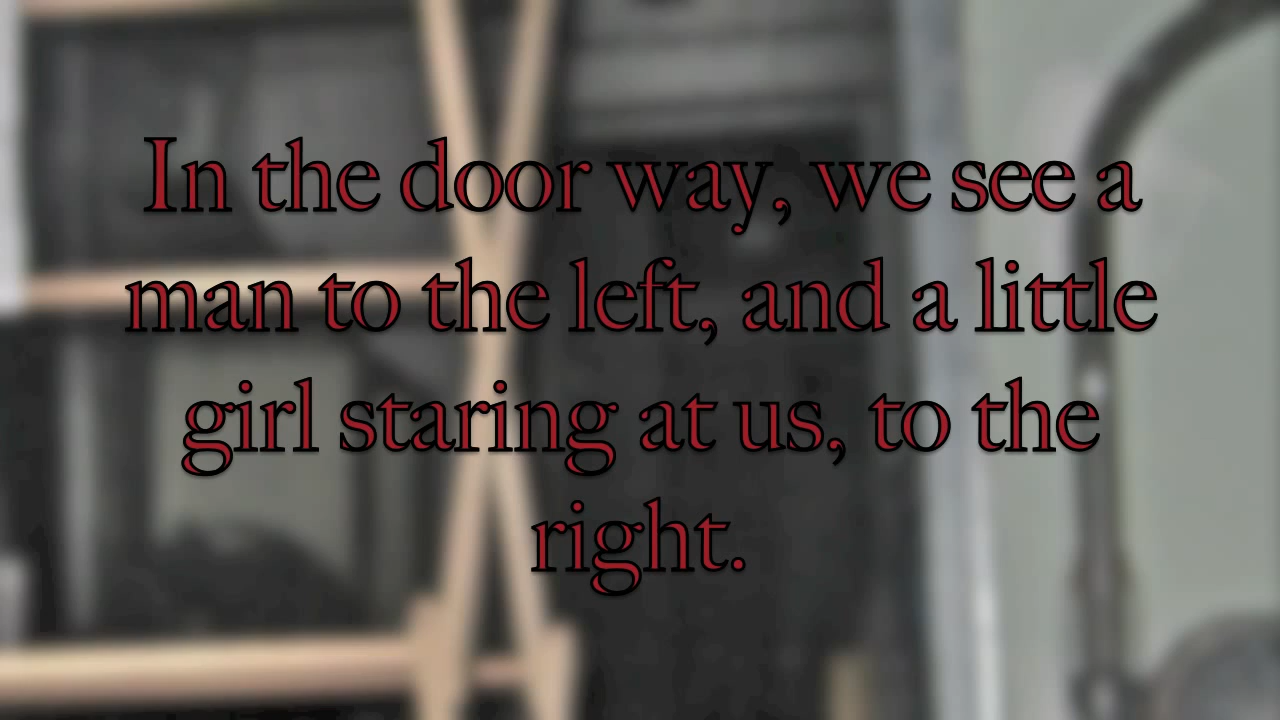 In the door way, we see a
man to the left, and a little
girl staring at us, to the
right.